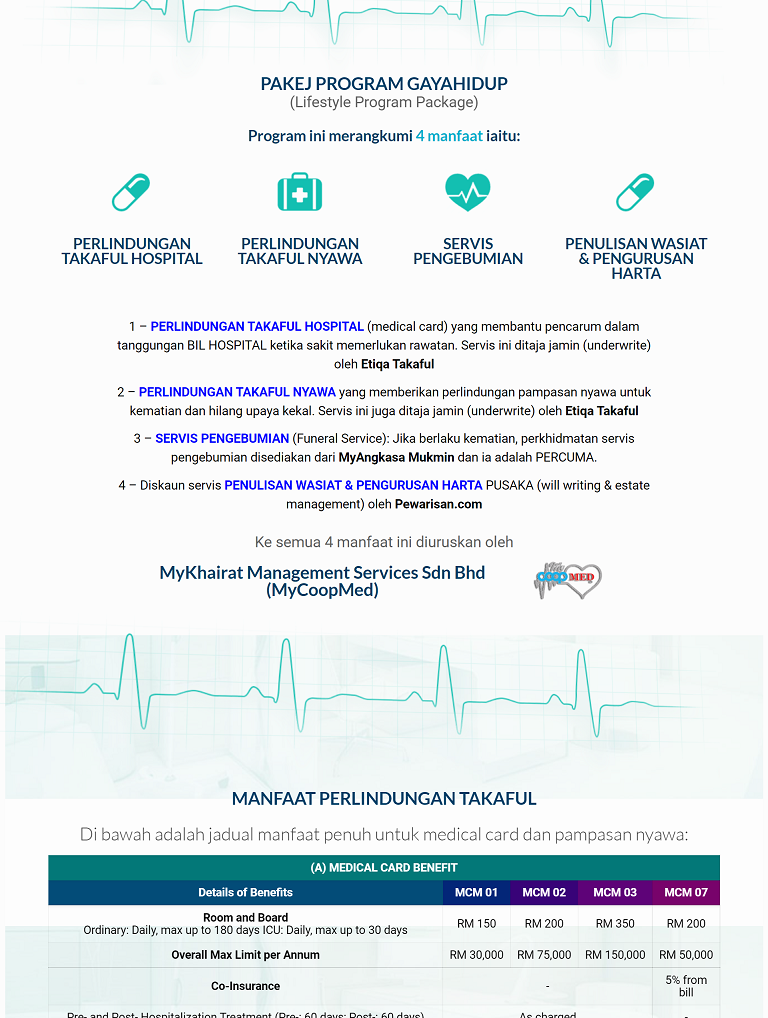 PAKEJ PROGRAM GAYAHIDUP
(Lifestyle Program Package)
Program ini merangkumi 4 manfaat iaitu:
PERLINDUNGAN
TAKAFUL HOSPITAL
PERLINDUNGAN
TAKAFUL NYAWA
SERVIS
PENGEBUMIAN
PENULISAN WASIAT
& PENGURUSAN
HARTA
1 – PERLINDUNGAN TAKAFUL HOSPITAL (medical card) yang membantu pencarum dalam
tanggungan BIL HOSPITAL ketika sakit memerlukan rawatan. Servis ini ditaja jamin (underwrite)
oleh Etiqa Takaful
2 – PERLINDUNGAN TAKAFUL NYAWA yang memberikan perlindungan pampasan nyawa untuk
kematian dan hilang upaya kekal. Servis ini juga ditaja jamin (underwrite) oleh Etiqa Takaful
3 – SERVIS PENGEBUMIAN (Funeral Service): Jika berlaku kematian, perkhidmatan servis
pengebumian disediakan dari MyAngkasa Mukmin dan ia adalah PERCUMA.
4 – Diskaun servis PENULISAN WASIAT & PENGURUSAN HARTA PUSAKA (will writing & estate
management) oleh Pewarisan.com
Ke semua 4 manfaat ini diuruskan oleh
MyKhairat Management Services Sdn Bhd
(MyCoopMed)
COOP MED
MANFAAT PERLINDUNGAN TAKAFUL
Di bawah adalah jadual manfaat penuh untuk medical card dan pampasan nyawa:
(A) MEDICAL CARD BENEFIT
Details of Benefits MCM 01 MCM 02 MCM 03 MCM 07
Room and Board
Ordinary: Daily, max up to 180 days ICU: Daily, max up to 30 days RM 150 RM 200 RM 350 RM 200
Overall Max Limit per Annum RM 30,000 RM 75,000 RM 150,000 RM 50,000
Co-Insurance - 5% from
bill
Pre- and Post- Hospitalization Treatment (Pre-: 60 days; Post-: 60 days) As charged -